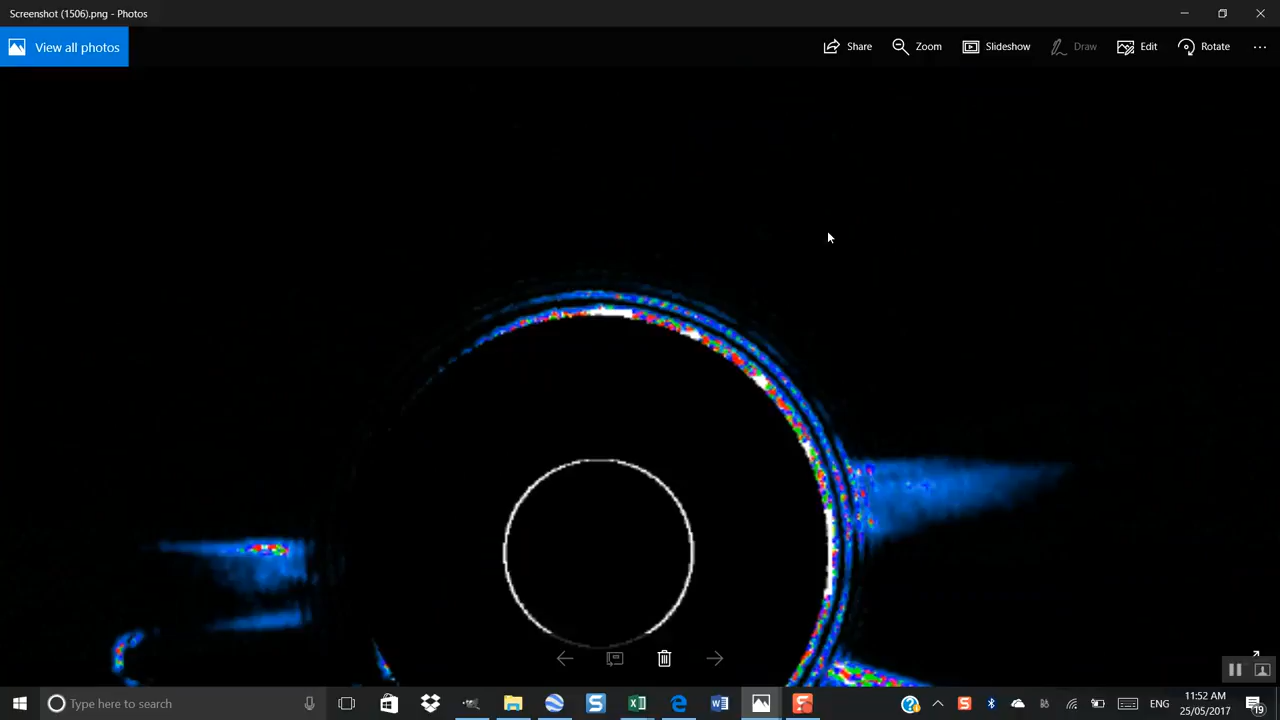 Screenshot (1506).png - Photos
View all photos
Share
Zoom
Slideshow
Draw
Edit
Rotate
Type here to search
ENG
11:52 AM
25/05/2017
19